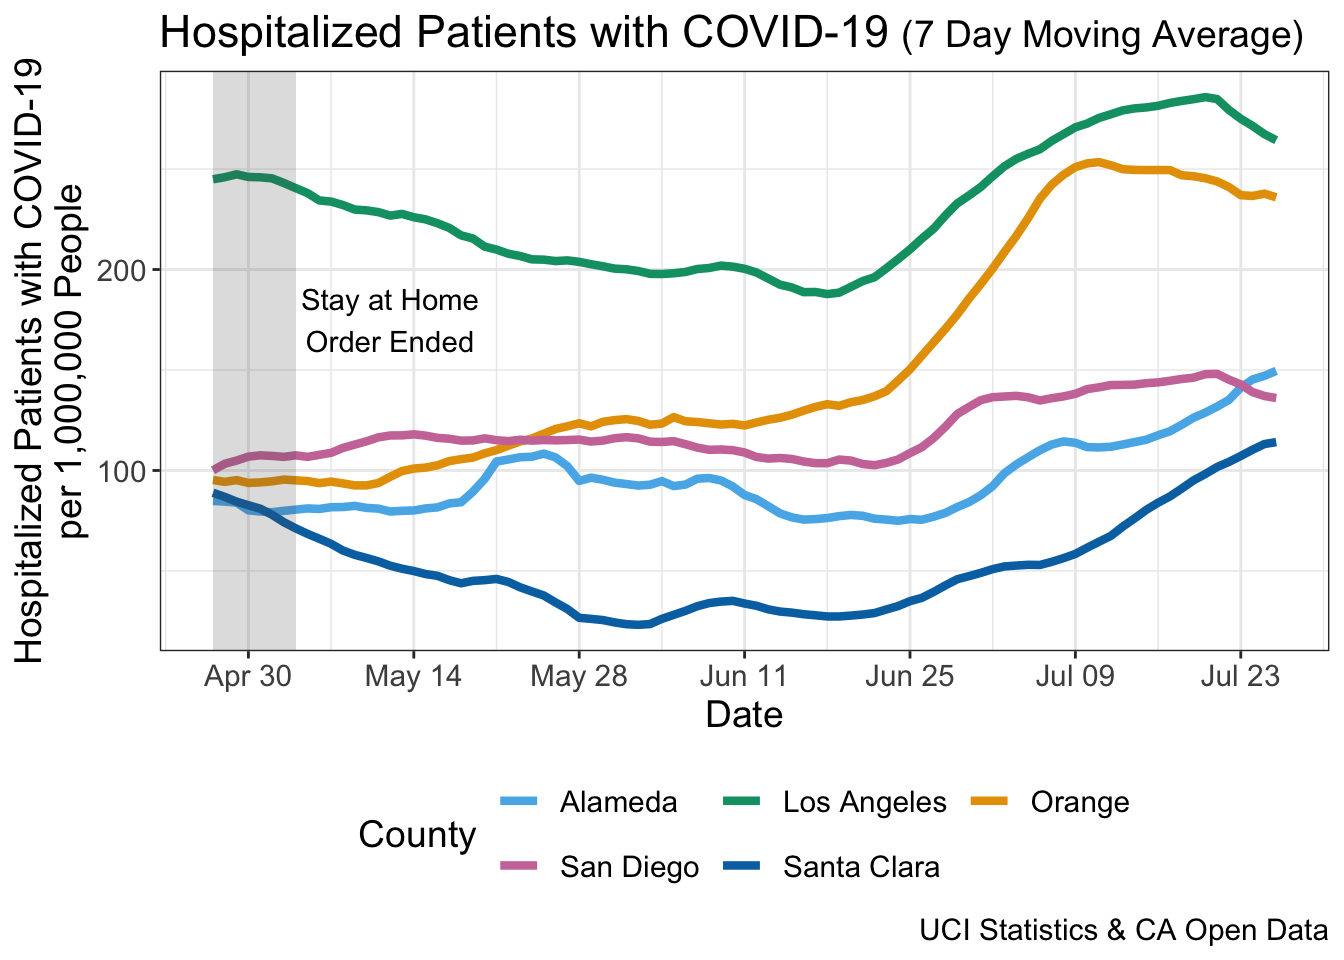 Hospitalized Patients with COVID-19 (7 Day Moving Average)
Hospitalized Patients with COVID-19
per 1,000,000 People
200
100
Stay at Home
Order Ended
Apr 30 May 14 May 28 Jun 11 Jun 25 Jul 09 Jul 23
Date
County
Alameda Los Angeles Orange
San Diego Santa Clara
UCI Statistics & CA Open Data